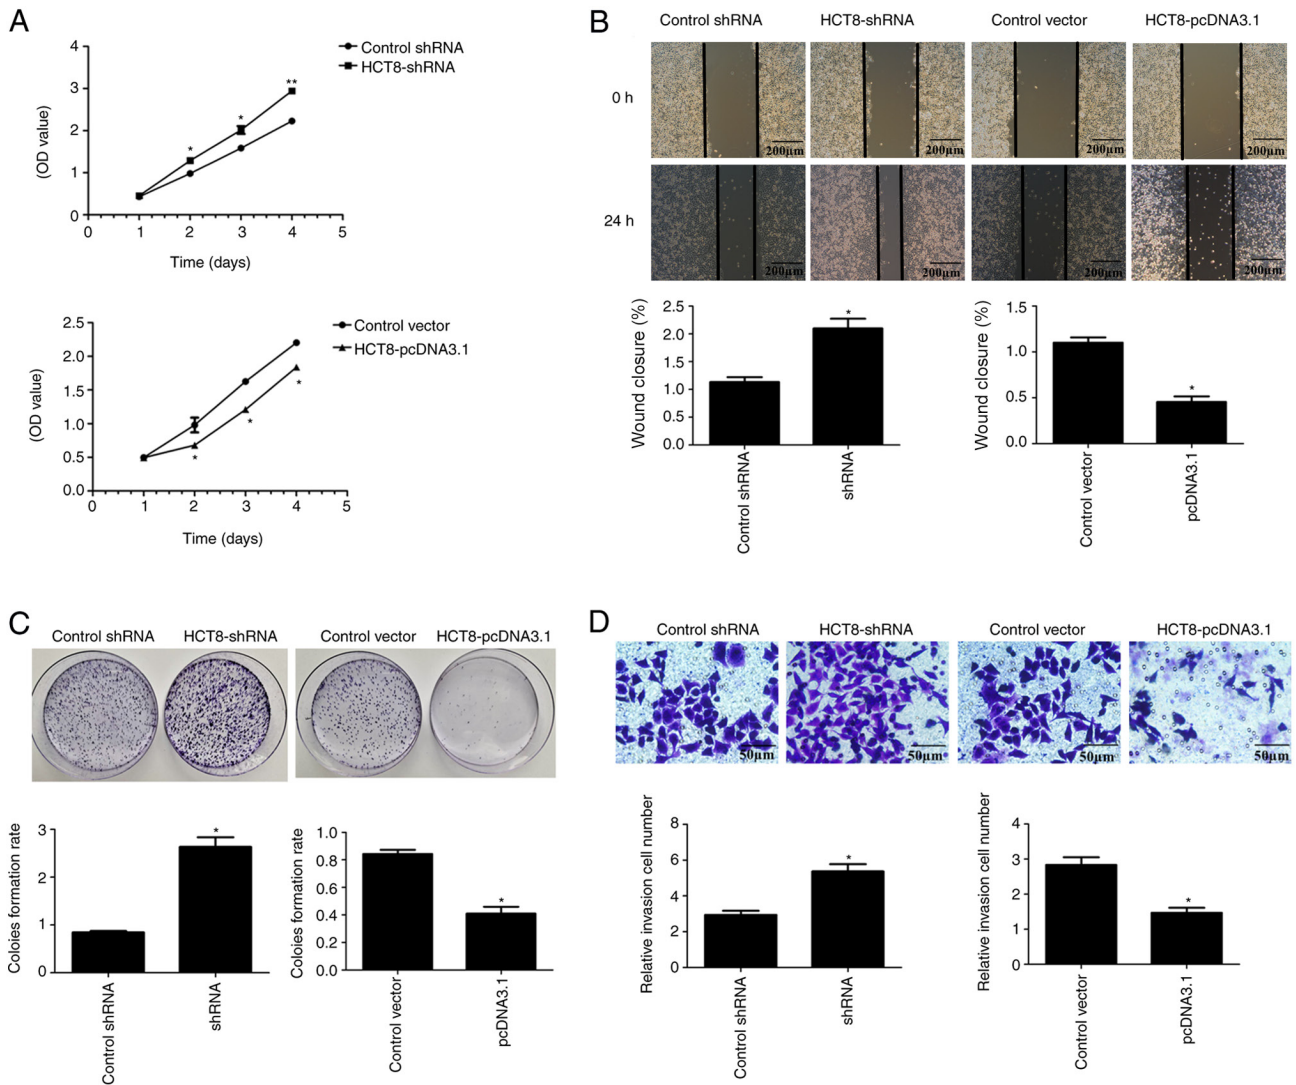 A
Control shRNA
HCT8-shRNA
(OD value)
4
3
2
1
0
**
*
*
0 1 2 3 4 5
Time (days)
Control vector
HCT8-pcDNA3.1
(OD value)
2.5
2.0
1.5
1.0
0.5
0.0
*
*
*
0 1 2 3 4 5
Time (days)
B
Control shRNA HCT8-shRNA Control vector HCT8-pcDNA3.1
0 h
200µm 200µm 200µm 200µm
24 h
200µm 200µm 200µm 200µm
Wound closure (%)
2.5
2.0
1.5
1.0
0.5
0.0
*
Control shRNA
shRNA
Wound closure (%)
1.5
1.0
0.5
0.0
*
Control vector
pcDNA3.1
C
Control shRNA HCT8-shRNA Control vector HCT8-pcDNA3.1
Coloies formation rate
3
2
1
0
*
Control shRNA
shRNA
Coloies formation rate
1.0
0.8
0.6
0.4
0.2
0.0
*
Control vector
pcDNA3.1
D
Control shRNA HCT8-shRNA Control vector HCT8-pcDNA3.1
50µm 50µm 50µm 50µm
Relative invasion cell number
8
6
4
2
0
*
Control shRNA
shRNA
Relative invasion cell number
4
3
2
1
0
*
Control vector
pcDNA3.1